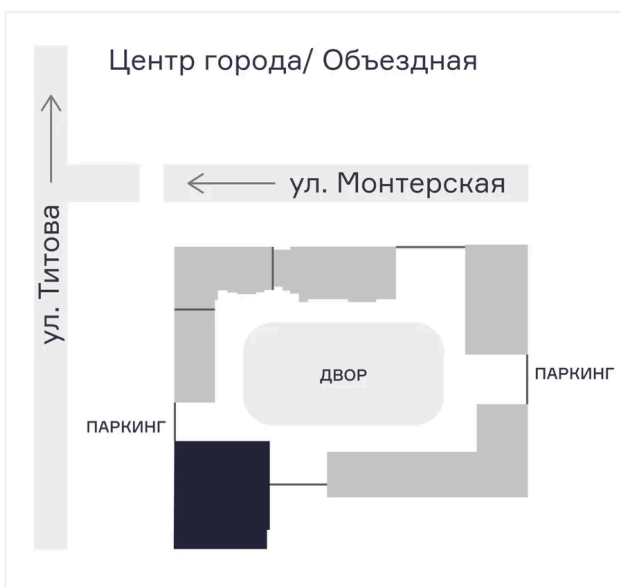 Центр города/ Объездная
ул. Монтерская
ул. Титова
ДВОР
ПАРКИНГ
ПАРКИНГ